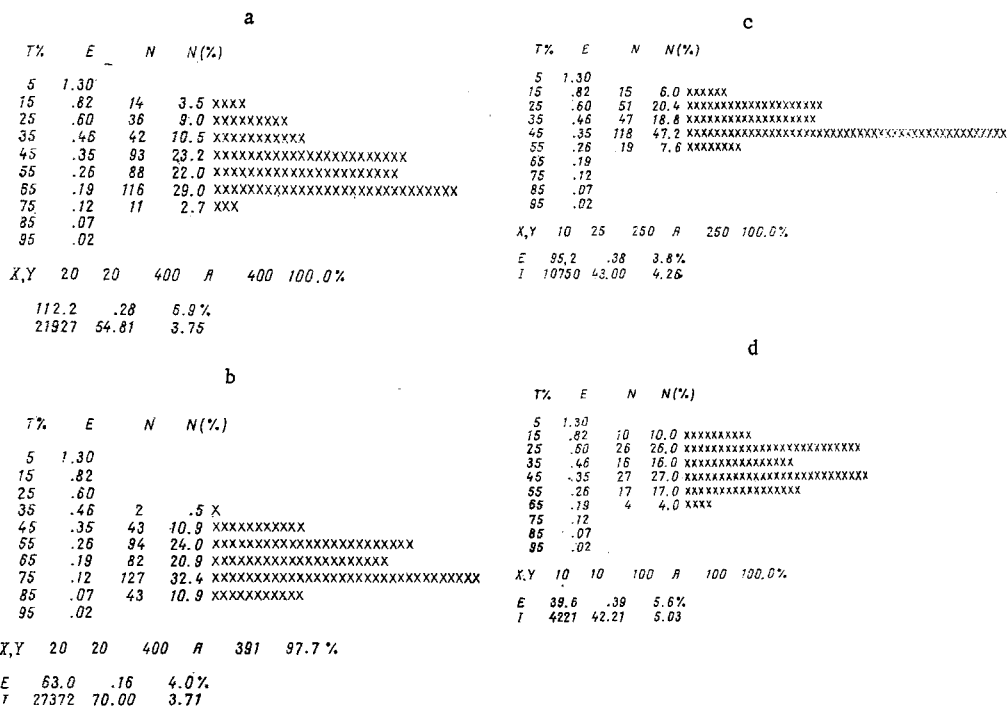 a
T% E N N(%)
5 1.30
15 .82 14 3.5 xxxx
25 .60 36 9.0 xxxxxxxxx
35 .46 42 10.5 xxxxxxxxxxx
45 .35 93 23.2 xxxxxxxxxxxxxxxxxxxxxxx
55 .26 88 22.0 xxxxxxxxxxxxxxxxxxxxxx
65 .19 116 29.0 xxxxxxxxxxxxxxxxxxxxxxxxxxxxx
75 .12 11 2.7 xxx
85 .07
95 .02
X,Y 20 20 400 A 400 100.0%
112.2 .28 6.9%
21927 54.81 3.75
b
T% E N N(%)
5 1.30
15 .82
25 .60
35 .46 2 .5 x
45 .35 43 10.9 xxxxxxxxxxx
55 .26 94 24.0 xxxxxxxxxxxxxxxxxxxxxxxx
65 .19 82 20.9 xxxxxxxxxxxxxxxxxxxxx
75 .12 127 32.4 xxxxxxxxxxxxxxxxxxxxxxxxxxxxxxxx
85 .07 43 10.9 xxxxxxxxxxx
95 .02
X,Y 20 20 400 A 391 97.7%
E 63.0 .16 4.0%
I 27372 70.00 3.71
c
T% E N N(%)
5 1.30
15 .82 15 6.0 xxxxxx
25 .60 51 20.4 xxxxxxxxxxxxxxxxxxxx
35 .46 47 18.8 xxxxxxxxxxxxxxxxxxx
45 .35 118 47.2 xxxxxxxxxxxxxxxxxxxxxxxxxxxxxxxxxxxxxxxxxxxxxxx
55 .26 19 7.6 xxxxxxxx
65 .19
75 .12
85 .07
95 .02
X,Y 10 25 250 A 250 100.0%
E 95,2 .38 3.8%
I 10750 43.00 4.26
d
T% E N N(%)
5 1.30
15 .82 10 10.0 xxxxxxxxxx
25 .60 26 26.0 xxxxxxxxxxxxxxxxxxxxxxxxxx
35 .46 16 16.0 xxxxxxxxxxxxxxxx
45 .35 27 27.0 xxxxxxxxxxxxxxxxxxxxxxxxxxx
55 .26 17 17.0 xxxxxxxxxxxxxxxxx
65 .19 4 4.0 xxxx
75 .12
85 .07
95 .02
X,Y 10 10 100 A 100 100.0%
E 39.6 .39 5.6%
I 4221 42.21 5.03